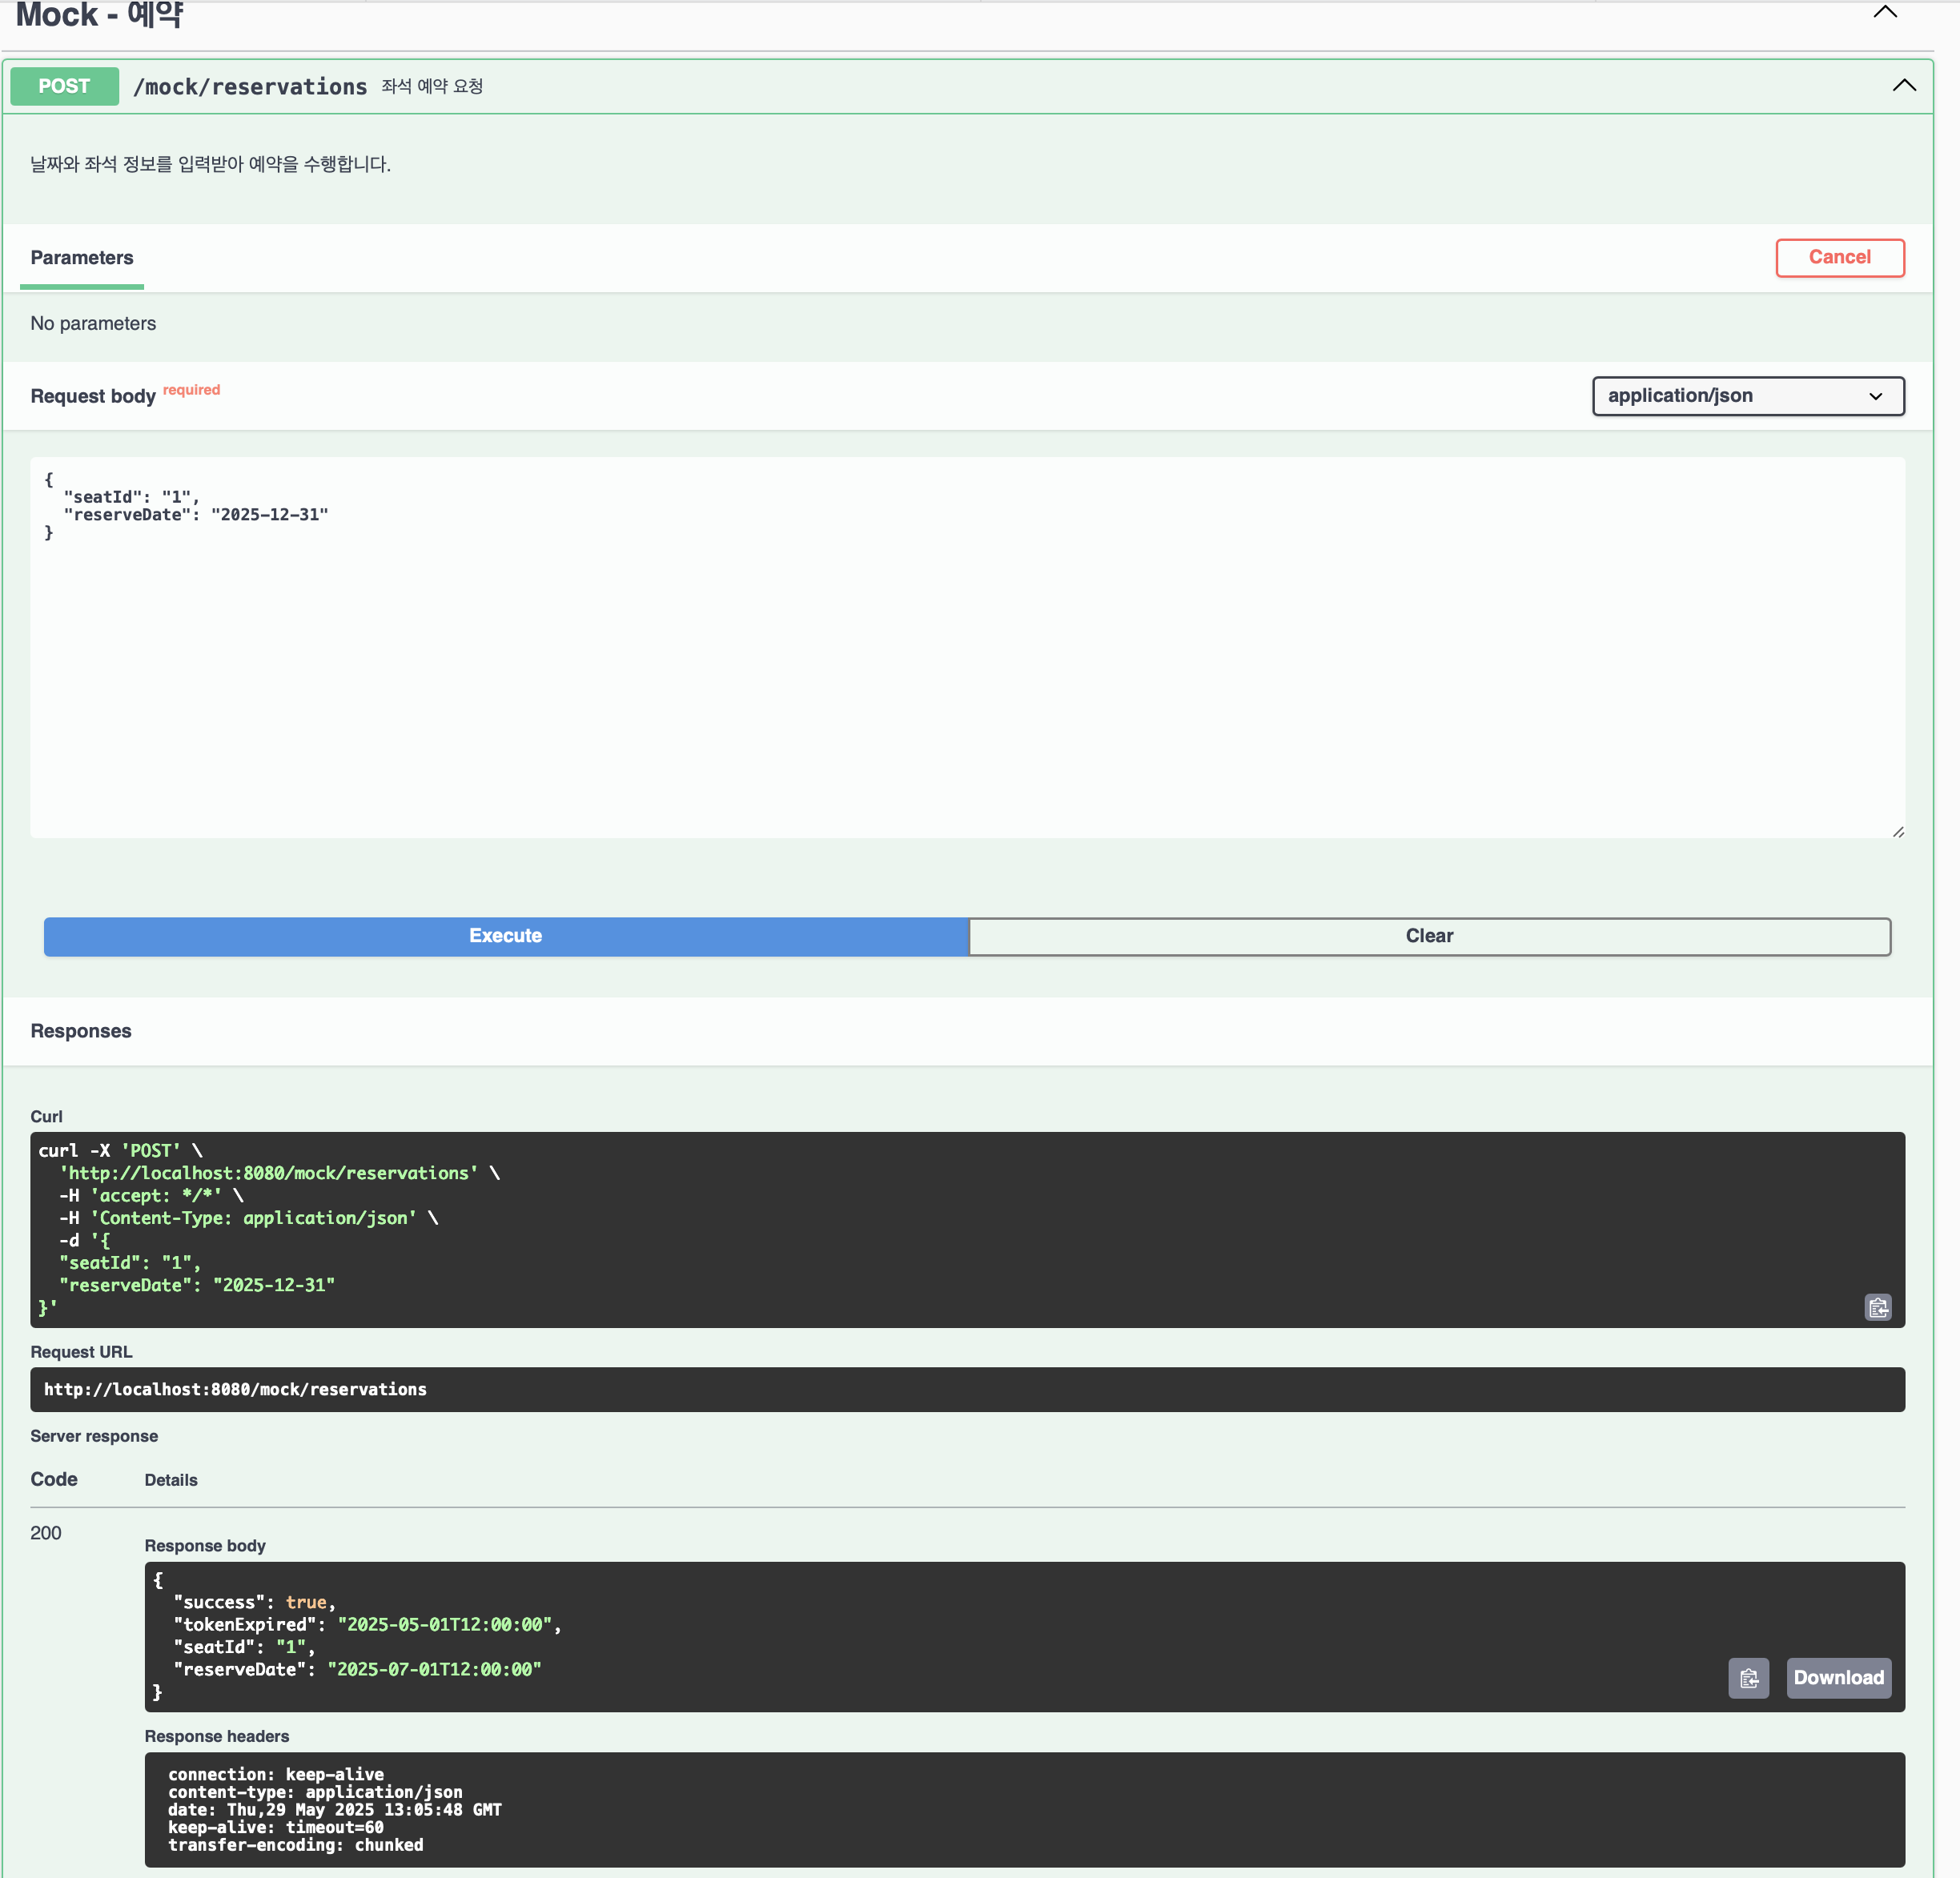 Mock - 예약
POST /mock/reservations 좌석 예약 요청
날짜와 좌석 정보를 입력받아 예약을 수행합니다.
Parameters
Cancel
No parameters
Request body required
application/json
{
  "seatId": "1",
  "reserveDate": "2025-12-31"
}
Execute
Clear
Responses
Curl
curl -X 'POST' \
  'http://localhost:8080/mock/reservations' \
  -H 'accept: */*' \
  -H 'Content-Type: application/json' \
  -d '{
  "seatId": "1",
  "reserveDate": "2025-12-31"
}'
Request URL
http://localhost:8080/mock/reservations
Server response
Code Details
200
Response body
{
  "success": true,
  "tokenExpired": "2025-05-01T12:00:00",
  "seatId": "1",
  "reserveDate": "2025-07-01T12:00:00"
}
Download
Response headers
connection: keep-alive
content-type: application/json
date: Thu,29 May 2025 13:05:48 GMT
keep-alive: timeout=60
transfer-encoding: chunked